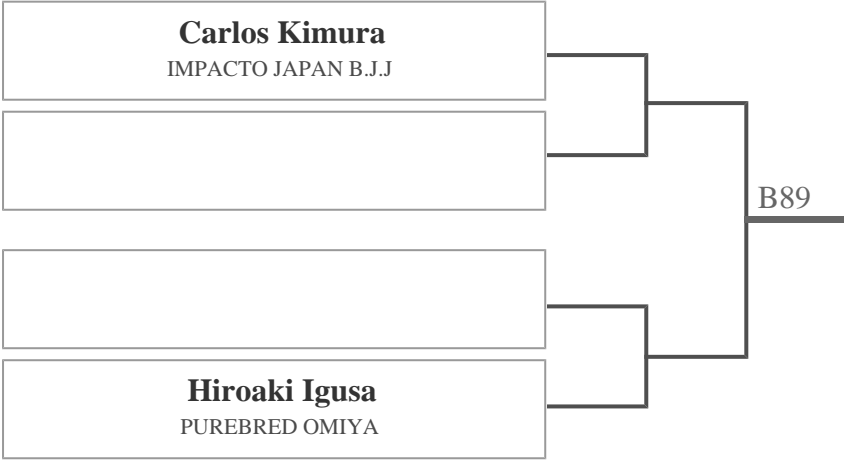 Carlos Kimura
IMPACTO JAPAN B.J.J
B89
Hiroaki Igusa
PUREBRED OMIYA